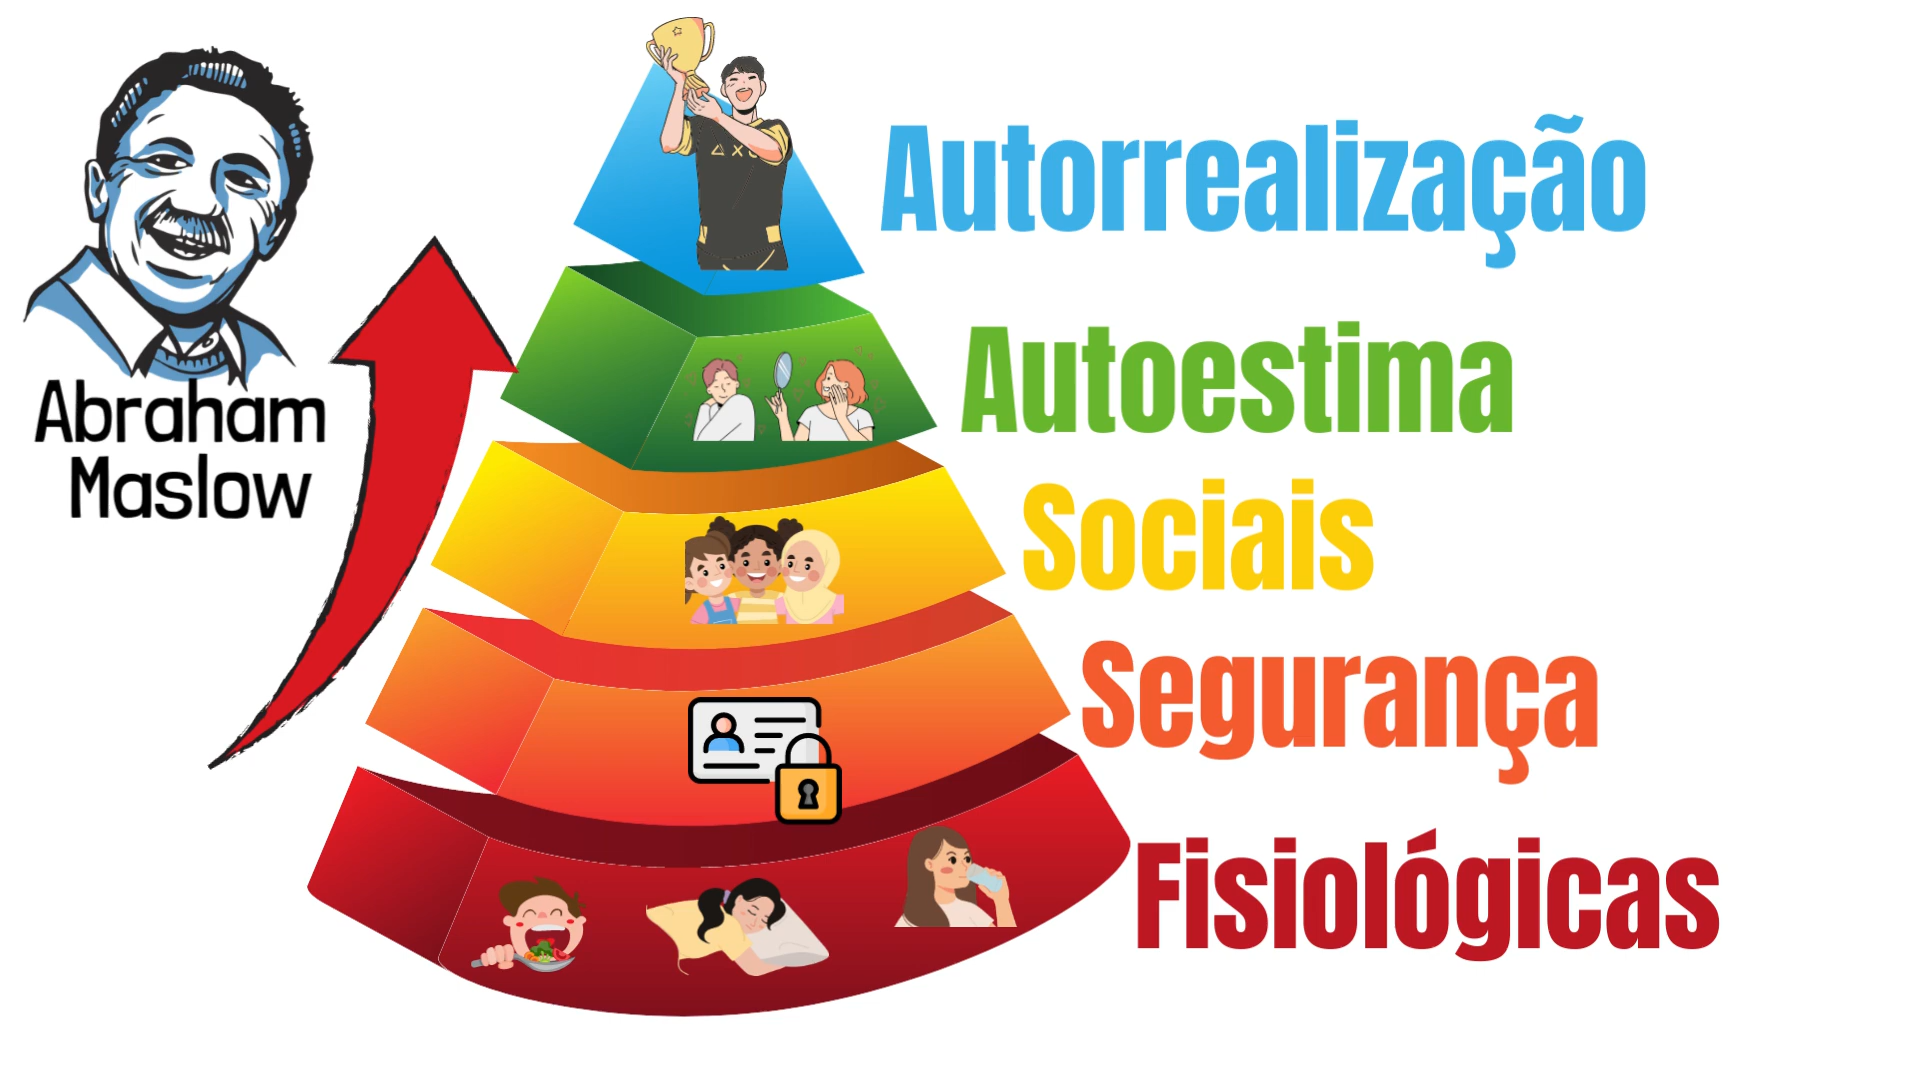 Autorrealização
Autoestima
Abraham
Maslow
Sociais
Segurança
Fisiológicas